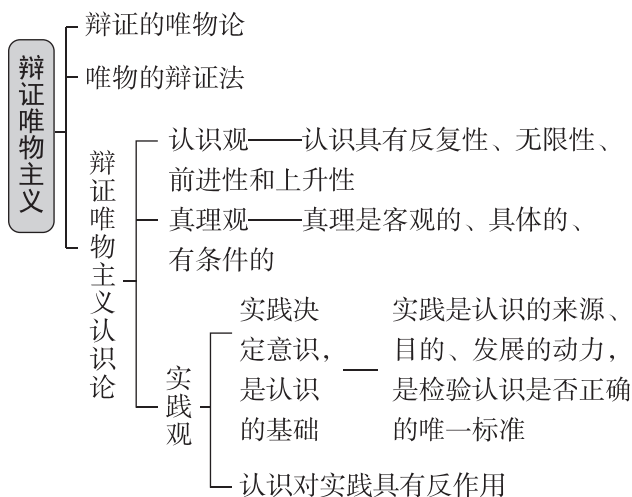 辩证唯物主义
辩证的唯物论
唯物的辩证法
辩证唯物主义认识论
认识观——认识具有反复性、无限性、
前进性和上升性
真理观——真理是客观的、具体的、
有条件的
实践观
实践决
定意识，
是认识
的基础
实践是认识的来源、
目的、发展的动力，
是检验认识是否正确
的唯一标准
认识对实践具有反作用